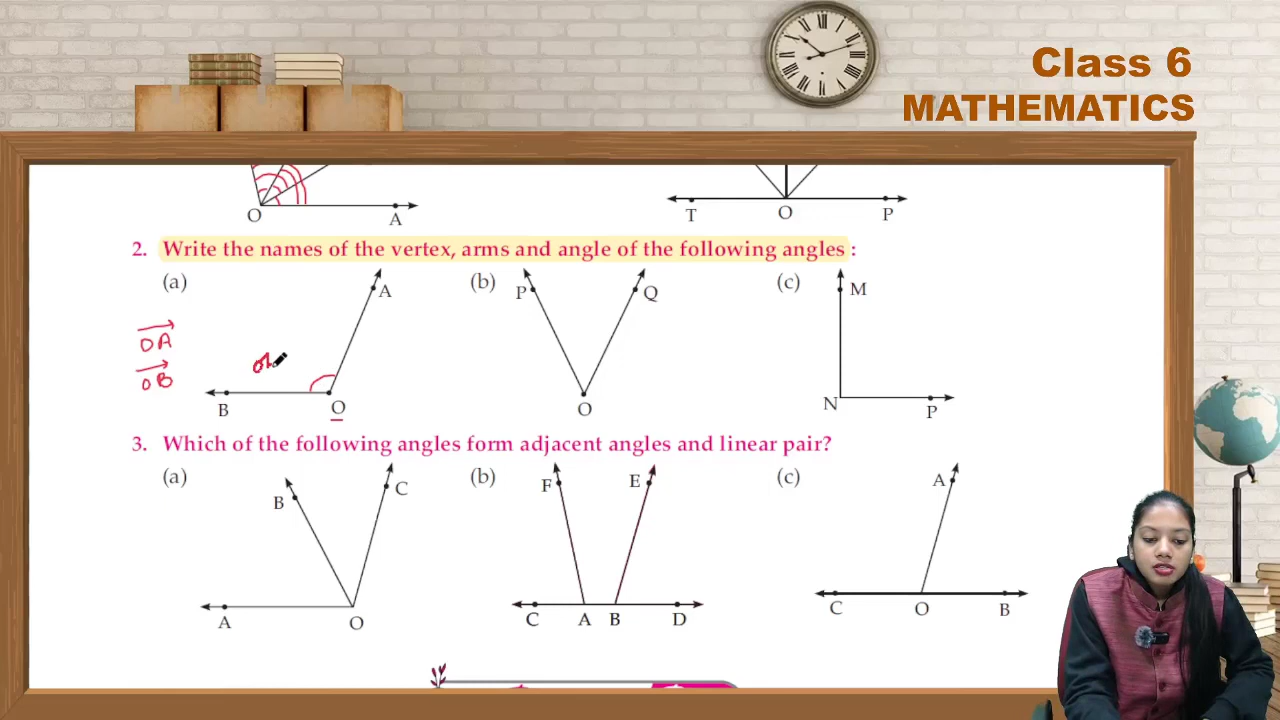 Class 6
MATHEMATICS
O
A
T
O
P
2. Write the names of the vertex, arms and angle of the following angles :
(a)
A
B
O
OA
OB
(b)
P
Q
O
(c)
M
N
P
3. Which of the following angles form adjacent angles and linear pair?
(a)
B
C
A
O
(b)
F
E
C
A
B
D
(c)
A
C
O
B